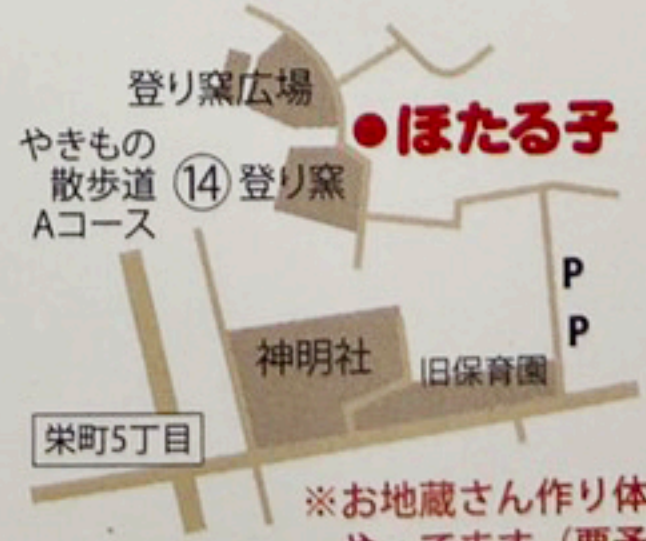 登り窯広場
ほたる子
やきもの
散歩道
Aコース
⑭
登り窯
P
P
神明社
旧保育園
栄町5丁目
※お地蔵さん作り体